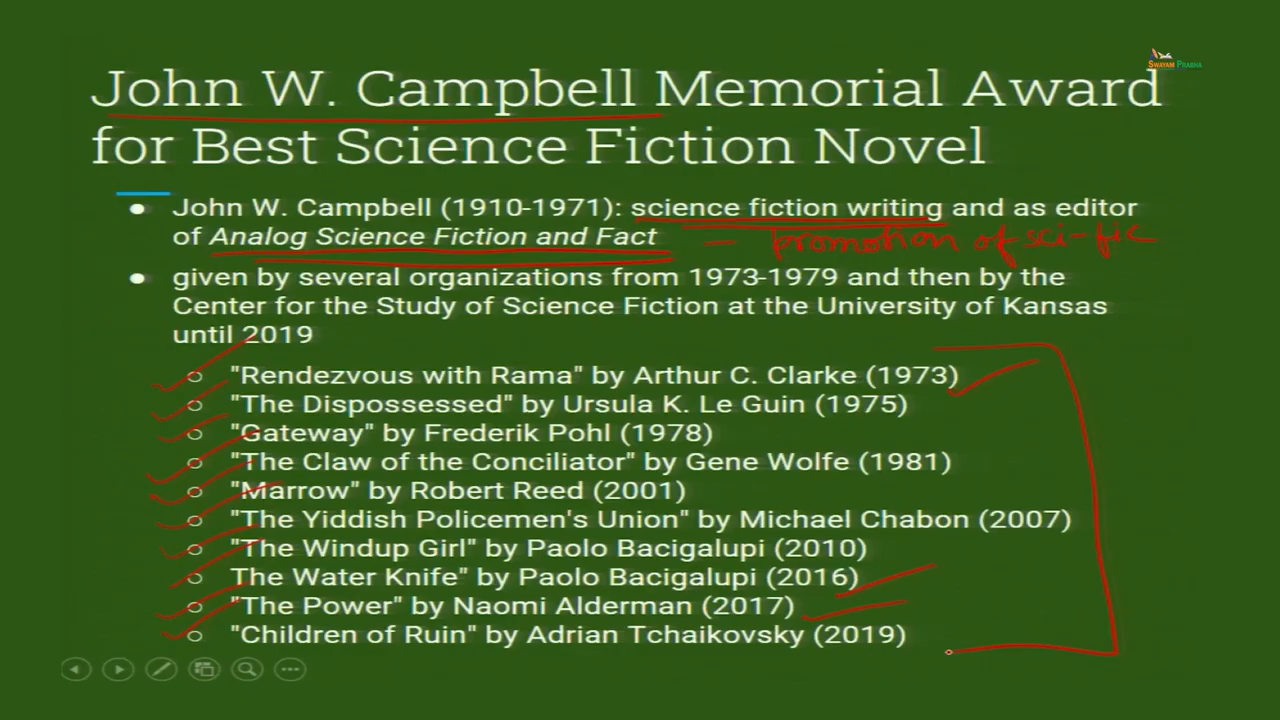 SWAYAM PRABHA
John W. Campbell Memorial Award
for Best Science Fiction Novel
John W. Campbell (1910-1971): science fiction writing and as editor
of Analog Science Fiction and Fact — promotion of sci-fic
given by several organizations from 1973-1979 and then by the
Center for the Study of Science Fiction at the University of Kansas
until 2019
"Rendezvous with Rama" by Arthur C. Clarke (1973)
"The Dispossessed" by Ursula K. Le Guin (1975)
"Gateway" by Frederik Pohl (1978)
"The Claw of the Conciliator" by Gene Wolfe (1981)
"Marrow" by Robert Reed (2001)
"The Yiddish Policemen's Union" by Michael Chabon (2007)
"The Windup Girl" by Paolo Bacigalupi (2010)
The Water Knife" by Paolo Bacigalupi (2016)
"The Power" by Naomi Alderman (2017)
"Children of Ruin" by Adrian Tchaikovsky (2019)